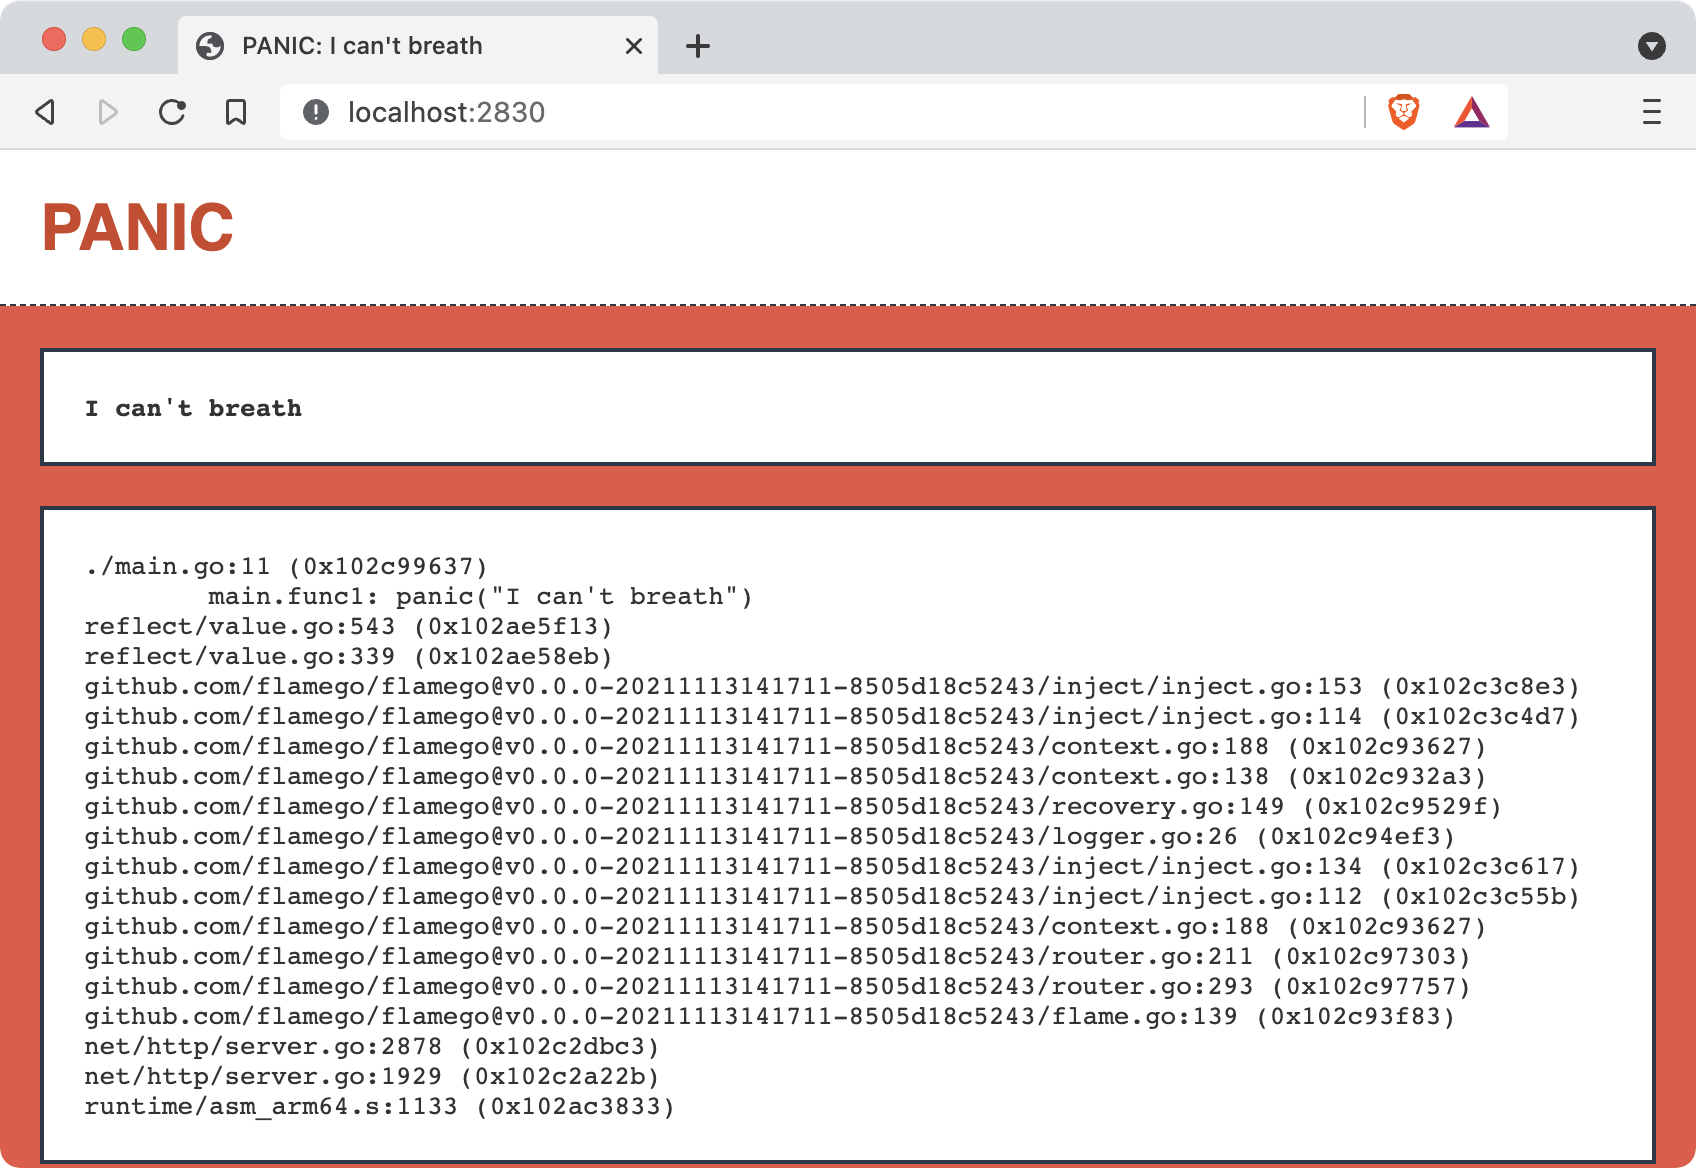 PANIC: I can't breath
localhost:2830
PANIC
I can't breath
./main.go:11 (0x102c99637)
main.func1: panic("I can't breath")
reflect/value.go:543 (0x102ae5f13)
reflect/value.go:339 (0x102ae58eb)
github.com/flamego/flamego@v0.0.0-20211113141711-8505d18c5243/inject/inject.go:153 (0x102c3c8e3)
github.com/flamego/flamego@v0.0.0-20211113141711-8505d18c5243/inject/inject.go:114 (0x102c3c4d7)
github.com/flamego/flamego@v0.0.0-20211113141711-8505d18c5243/context.go:188 (0x102c93627)
github.com/flamego/flamego@v0.0.0-20211113141711-8505d18c5243/context.go:138 (0x102c932a3)
github.com/flamego/flamego@v0.0.0-20211113141711-8505d18c5243/recovery.go:149 (0x102c9529f)
github.com/flamego/flamego@v0.0.0-20211113141711-8505d18c5243/logger.go:26 (0x102c94ef3)
github.com/flamego/flamego@v0.0.0-20211113141711-8505d18c5243/inject/inject.go:134 (0x102c3c617)
github.com/flamego/flamego@v0.0.0-20211113141711-8505d18c5243/inject/inject.go:112 (0x102c3c55b)
github.com/flamego/flamego@v0.0.0-20211113141711-8505d18c5243/context.go:188 (0x102c93627)
github.com/flamego/flamego@v0.0.0-20211113141711-8505d18c5243/router.go:211 (0x102c97303)
github.com/flamego/flamego@v0.0.0-20211113141711-8505d18c5243/router.go:293 (0x102c97757)
github.com/flamego/flamego@v0.0.0-20211113141711-8505d18c5243/flame.go:139 (0x102c93f83)
net/http/server.go:2878 (0x102c2dbc3)
net/http/server.go:1929 (0x102c2a22b)
runtime/asm_arm64.s:1133 (0x102ac3833)